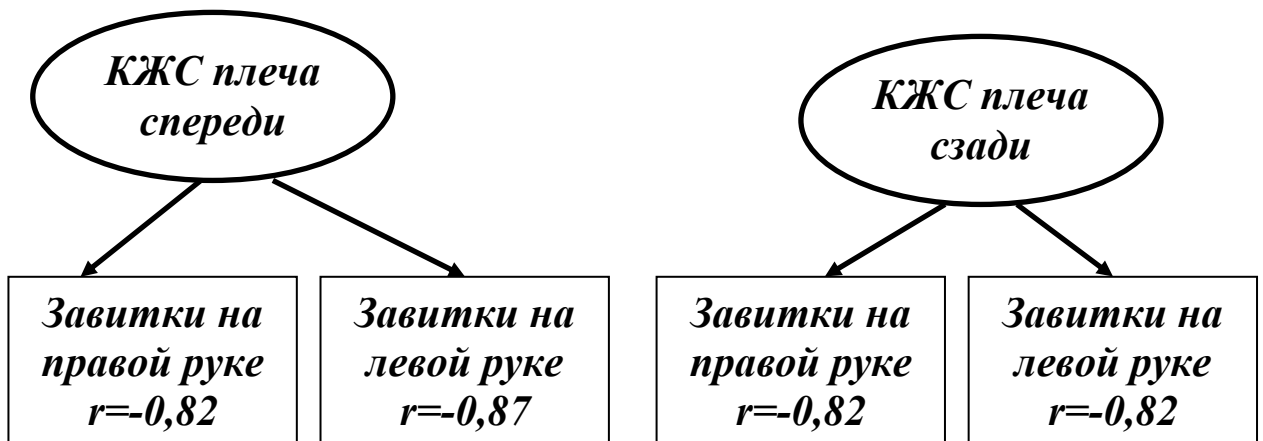 КЖС плеча
спереди
КЖС плеча
сзади
Завитки на
правой руке
r=-0,82
Завитки на
левой руке
r=-0,87
Завитки на
правой руке
r=-0,82
Завитки на
левой руке
r=-0,82